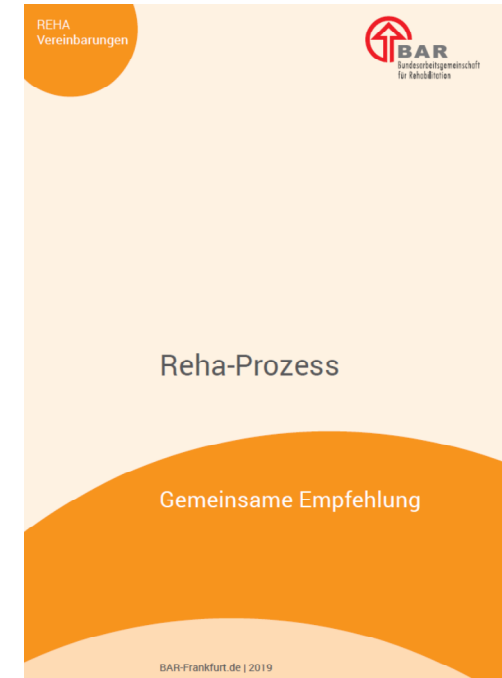 REHA
Vereinbarungen
BAR
Bundesarbeitsgemeinschaft
für Rehabilitation
Reha-Prozess
Gemeinsame Empfehlung
BAR-Frankfurt.de | 2019